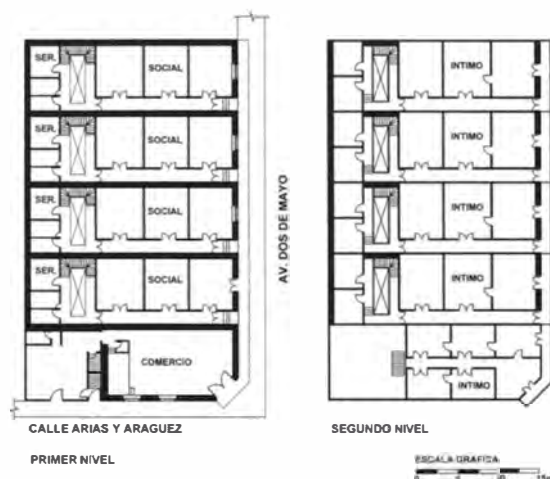 SER.
SOCIAL
SER.
SOCIAL
SER.
SOCIAL
SER.
SOCIAL
COMERCIO
AV. DOS DE MAYO
CALLE ARIAS Y ARAGUEZ
PRIMER NIVEL
INTIMO
INTIMO
INTIMO
INTIMO
INTIMO
SEGUNDO NIVEL
ESCALA GRAFICA